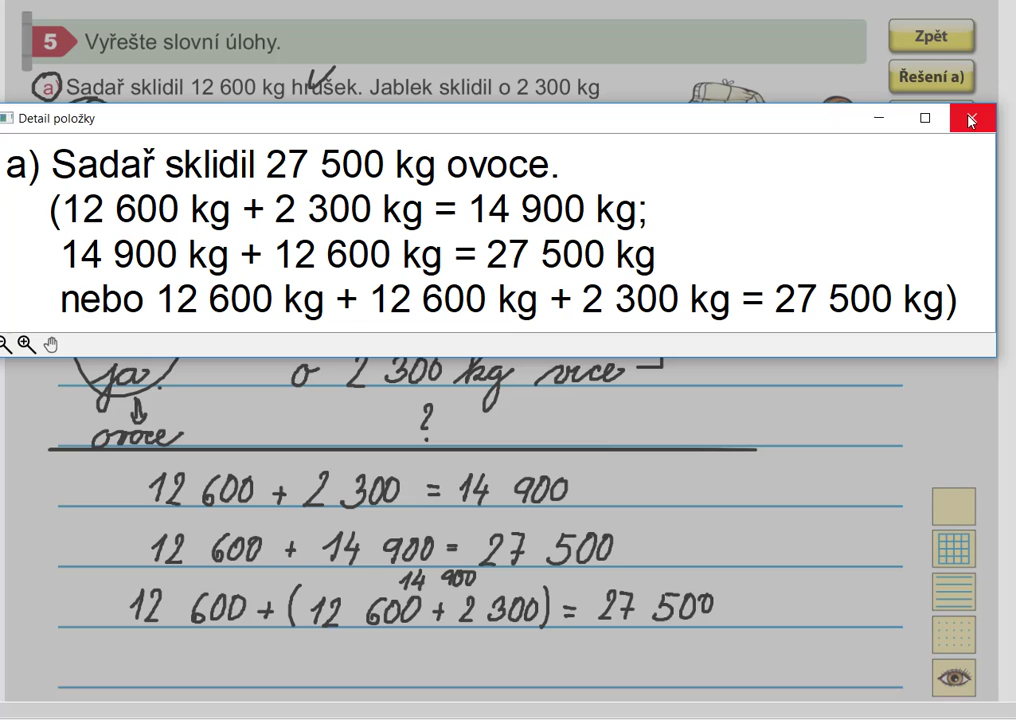 5 Vyřešte slovní úlohy.
Zpět
a) Sadař sklidil 12 600 kg hrušek. Jablek sklidil o 2 300 kg
Řešení a)
Detail položky
a) Sadař sklidil 27 500 kg ovoce.
(12 600 kg + 2 300 kg = 14 900 kg;
14 900 kg + 12 600 kg = 27 500 kg
nebo 12 600 kg + 12 600 kg + 2 300 kg = 27 500 kg)
ja. o 2 300 kg více
ovoce ?
12 600 + 2 300 = 14 900
12 600 + 14 900 = 27 500
14 900
12 600 + (12 600 + 2 300) = 27 500